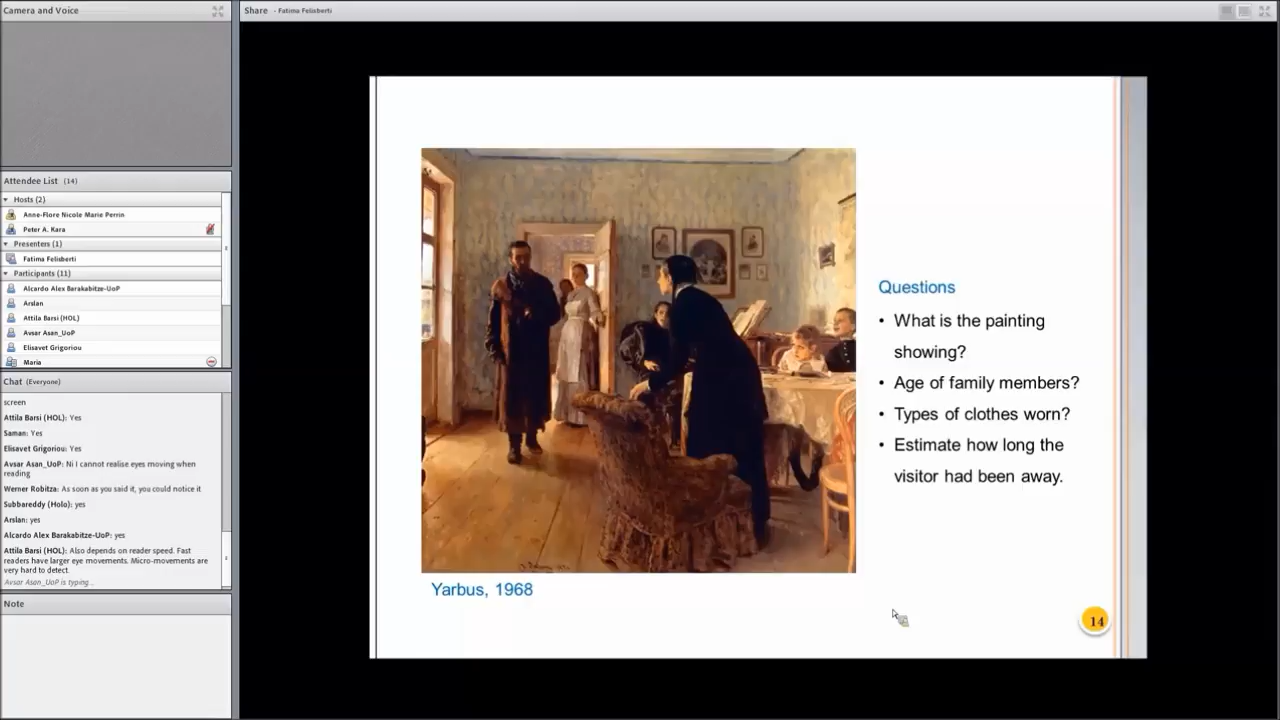 Camera and Voice
Attendee List (14)
Hosts (2)
Anne-Flore Nicole Marie Perrin
Peter A. Kara
Presenters (1)
Fatima Felisberti
Participants (11)
Alcardo Alex Barakabitze-UoP
Arslan
Attila Barsi (HOL)
Avsar Asan_UoP
Elisavet Grigoriou
Maria
Chat (Everyone)
screen
Attila Barsi (HOL): Yes
Saman: Yes
Elisavet Grigoriou: Yes
Avsar Asan_UoP: Ni I cannot realise eyes moving when
reading
Werner Robitza: As soon as you said it, you could notice it
Subbareddy (Holo): yes
Arslan: yes
Alcardo Alex Barakabitze-UoP: yes
Attila Barsi (HOL): Also depends on reader speed. Fast
readers have larger eye movements. Micro-movements are
very hard to detect.
Avsar Asan_UoP is typing...
Note
Share - Fatima Felisberti
Questions
• What is the painting
showing?
• Age of family members?
• Types of clothes worn?
• Estimate how long the
visitor had been away.
Yarbus, 1968
14